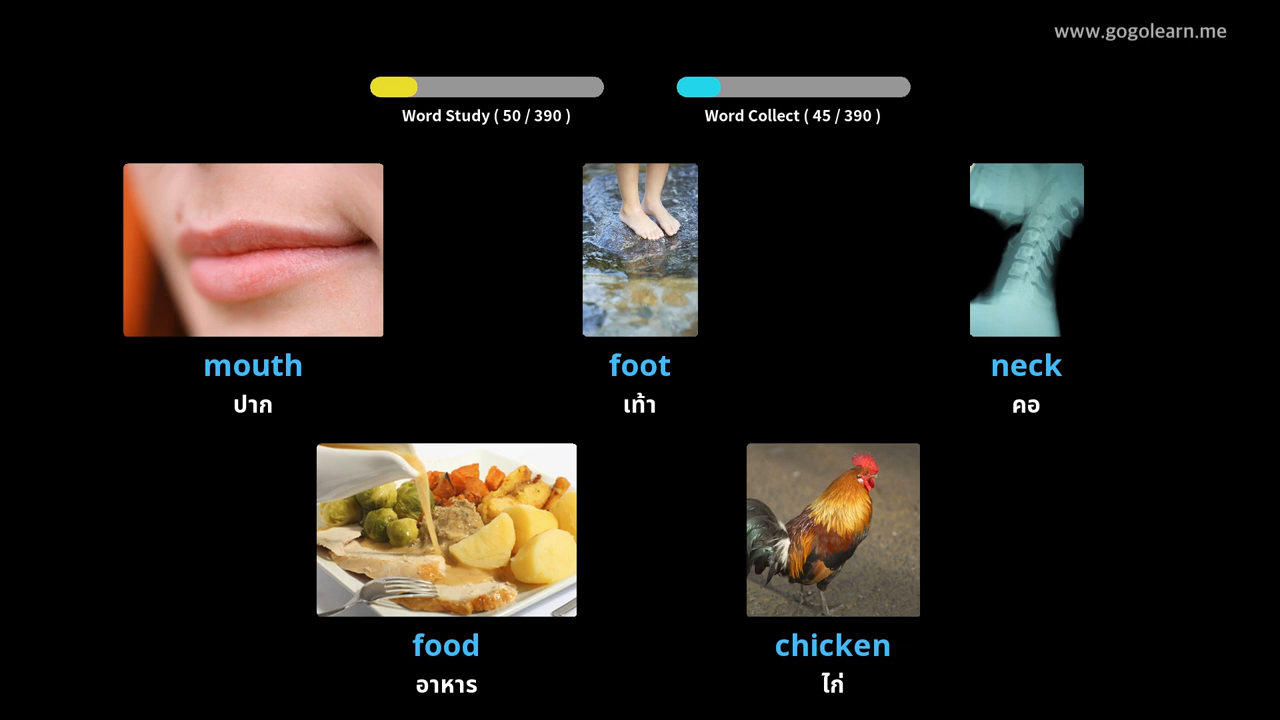 www.gogolearn.me
Word Study ( 50 / 390 )
Word Collect ( 45 / 390 )
mouth
ปาก
foot
เท้า
neck
คอ
food
อาหาร
chicken
ไก่